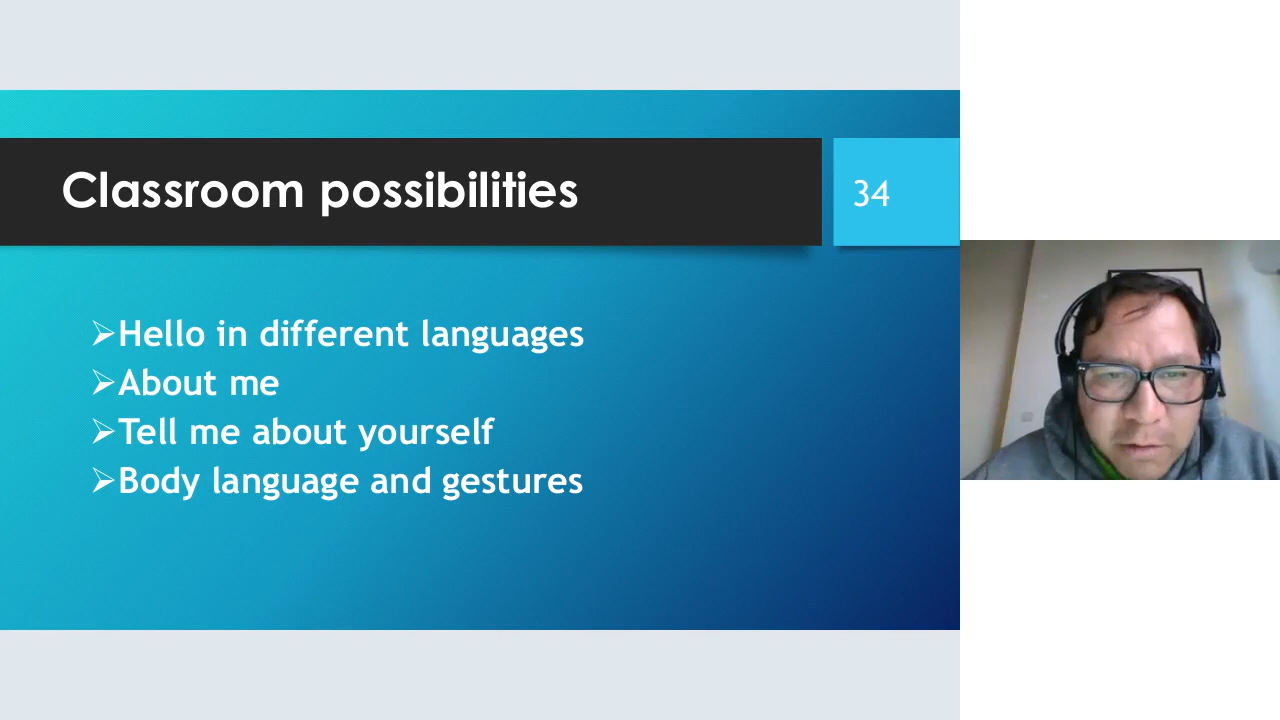 Classroom possibilities
34
➢Hello in different languages
➢About me
➢Tell me about yourself
➢Body language and gestures